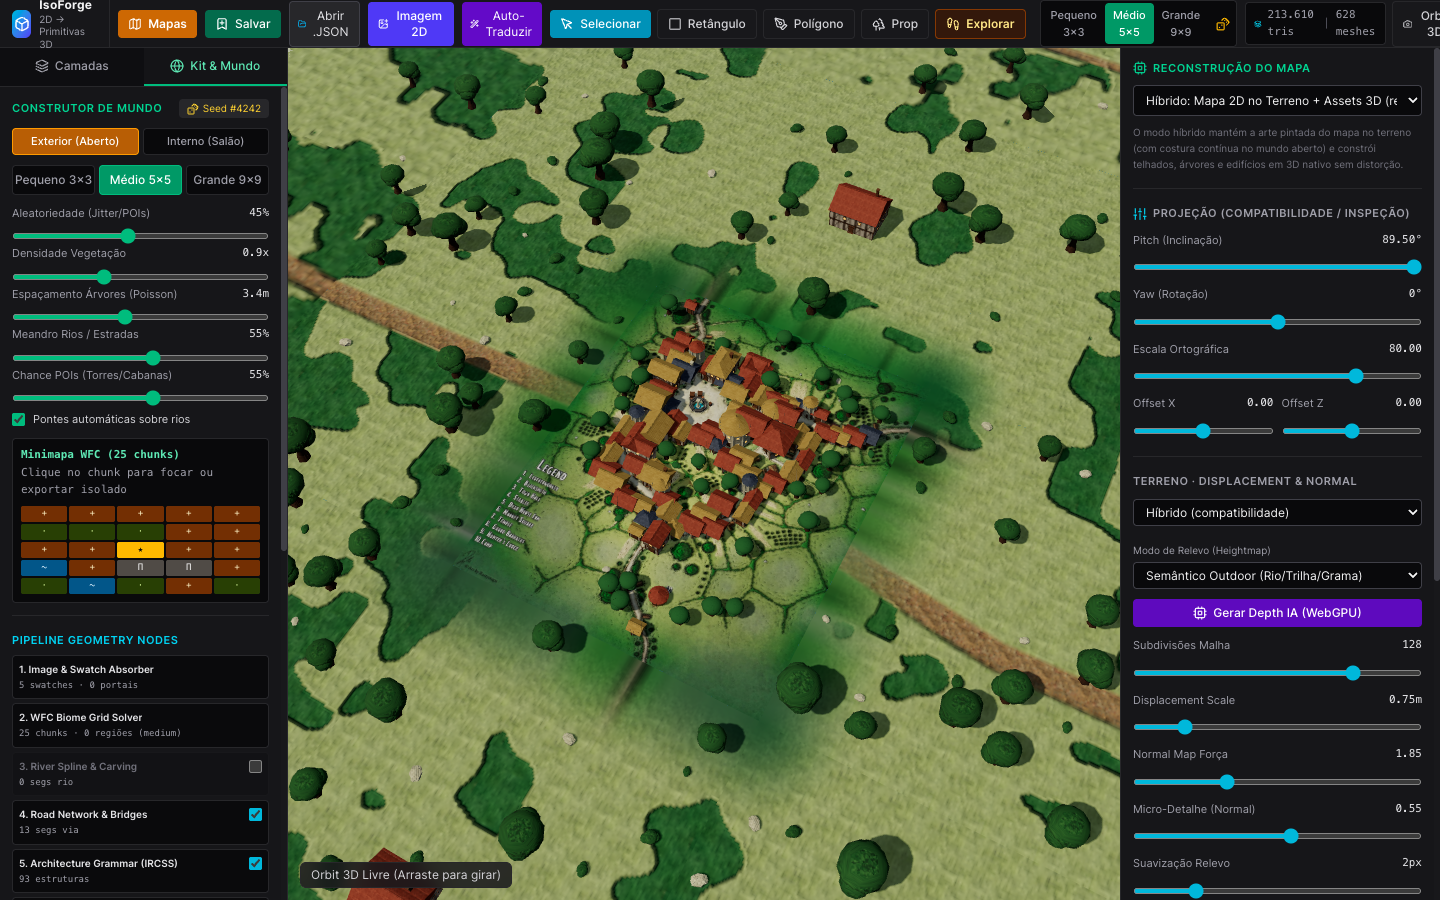 IsoForge
2D →
Primitivas
3D
Mapas
Salvar
Abrir
.JSON
Imagem
2D
Auto-
Traduzir
Selecionar
Retângulo
Polígono
Prop
Explorar
Pequeno
3×3
Médio
5×5
Grande
9×9
213.610
tris
628
meshes
Orb
3D
Camadas
Kit & Mundo
CONSTRUTOR DE MUNDO
Seed #4242
Exterior (Aberto)
Interno (Salão)
Pequeno 3×3
Médio 5×5
Grande 9×9
Aleatoriedade (Jitter/POIs)
45%
Densidade Vegetação
0.9x
Espaçamento Árvores (Poisson)
3.4m
Meandro Rios / Estradas
55%
Chance POIs (Torres/Cabanas)
55%
Pontes automáticas sobre rios
Minimapa WFC (25 chunks)
Clique no chunk para focar ou
exportar isolado
PIPELINE GEOMETRY NODES
1. Image & Swatch Absorber
5 swatches · 0 portais
2. WFC Biome Grid Solver
25 chunks · 0 regiões (medium)
3. River Spline & Carving
0 segs rio
4. Road Network & Bridges
13 segs via
5. Architecture Grammar (IRCSS)
93 estruturas
LEGEND
Orbit 3D Livre (Arraste para girar)
RECONSTRUÇÃO DO MAPA
Híbrido: Mapa 2D no Terreno + Assets 3D (re
O modo híbrido mantém a arte pintada do mapa no terreno
(com costura contínua no mundo aberto) e constrói
telhados, árvores e edifícios em 3D nativo sem distorção.
PROJEÇÃO (COMPATIBILIDADE / INSPEÇÃO)
Pitch (Inclinação)
89.50°
Yaw (Rotação)
0°
Escala Ortográfica
80.00
Offset X
0.00
Offset Z
0.00
TERRENO · DISPLACEMENT & NORMAL
Híbrido (compatibilidade)
Modo de Relevo (Heightmap)
Semântico Outdoor (Rio/Trilha/Grama)
Gerar Depth IA (WebGPU)
Subdivisões Malha
128
Displacement Scale
0.75m
Normal Map Força
1.85
Micro-Detalhe (Normal)
0.55
Suavização Relevo
2px